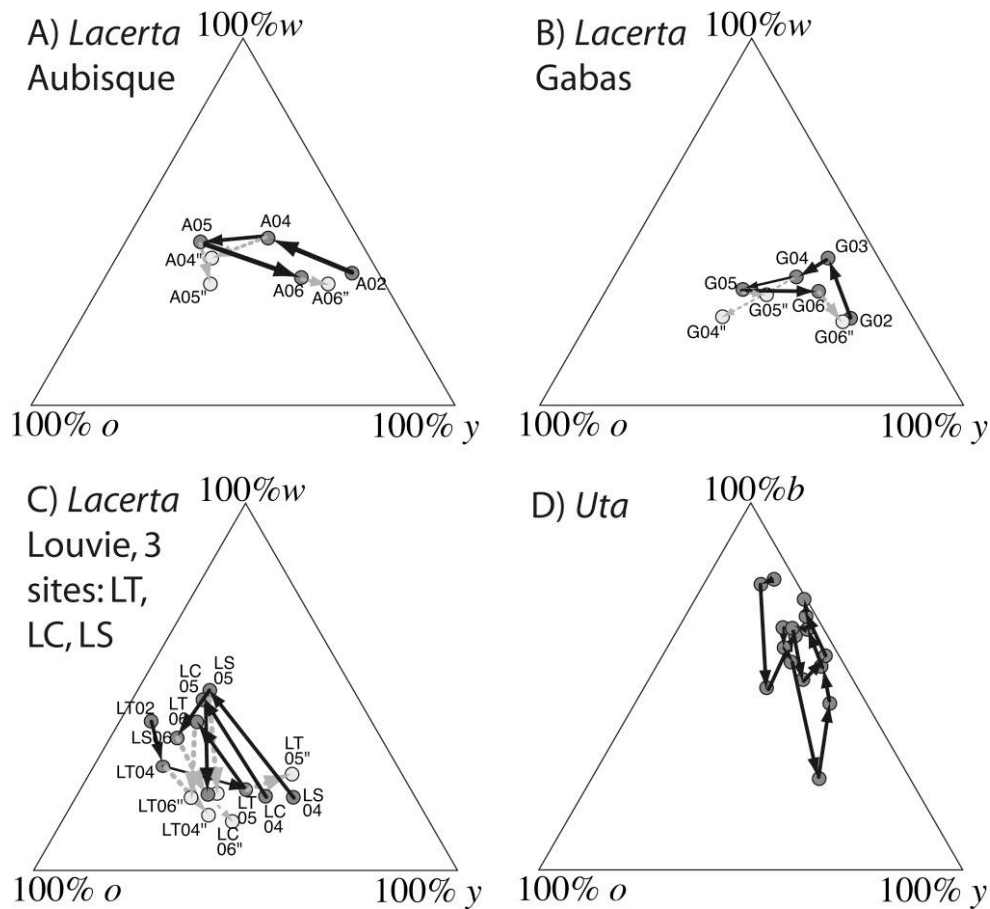 A) Lacerta
Aubisque
100%w
A05
A04
A04"
A05"
A06
A06"
A02
100% o
100% y
B) Lacerta
Gabas
100%w
G03
G04
G05
G05"
G06
G02
G04"
G06"
100% o
100% y
C) Lacerta
Louvie, 3
sites: LT,
LC, LS
100%w
LC
05
LS
05
LT02
LT
06
LS06
LT04
LT
05"
LT06"
LT
05
LC
04
LS
04
LT04"
LC
06"
100% o
100% y
D) Uta
100%b
100% o
100% y